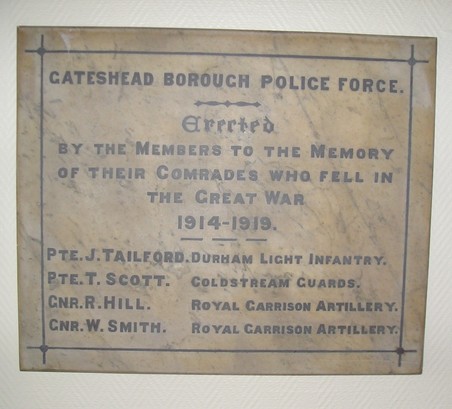 GATESHEAD BOROUGH POLICE FORCE.
Erected
BY THE MEMBERS TO THE MEMORY
OF THEIR COMRADES WHO FELL IN
THE GREAT WAR
1914-1919.
PTE. J. TAILFORD. DURHAM LIGHT INFANTRY.
PTE. T. SCOTT. COLDSTREAM GUARDS.
GNR. R. HILL. ROYAL GARRISON ARTILLERY.
GNR. W. SMITH. ROYAL GARRISON ARTILLERY.